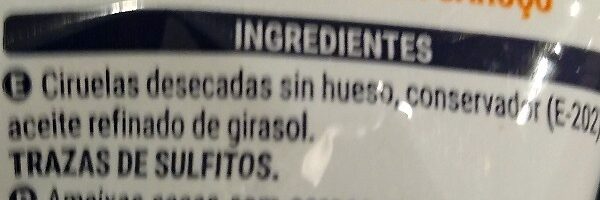 INGREDIENTES
E Ciruelas desecadas sin hueso, conservador (E-202)
aceite refinado de girasol.
TRAZAS DE SULFITOS.